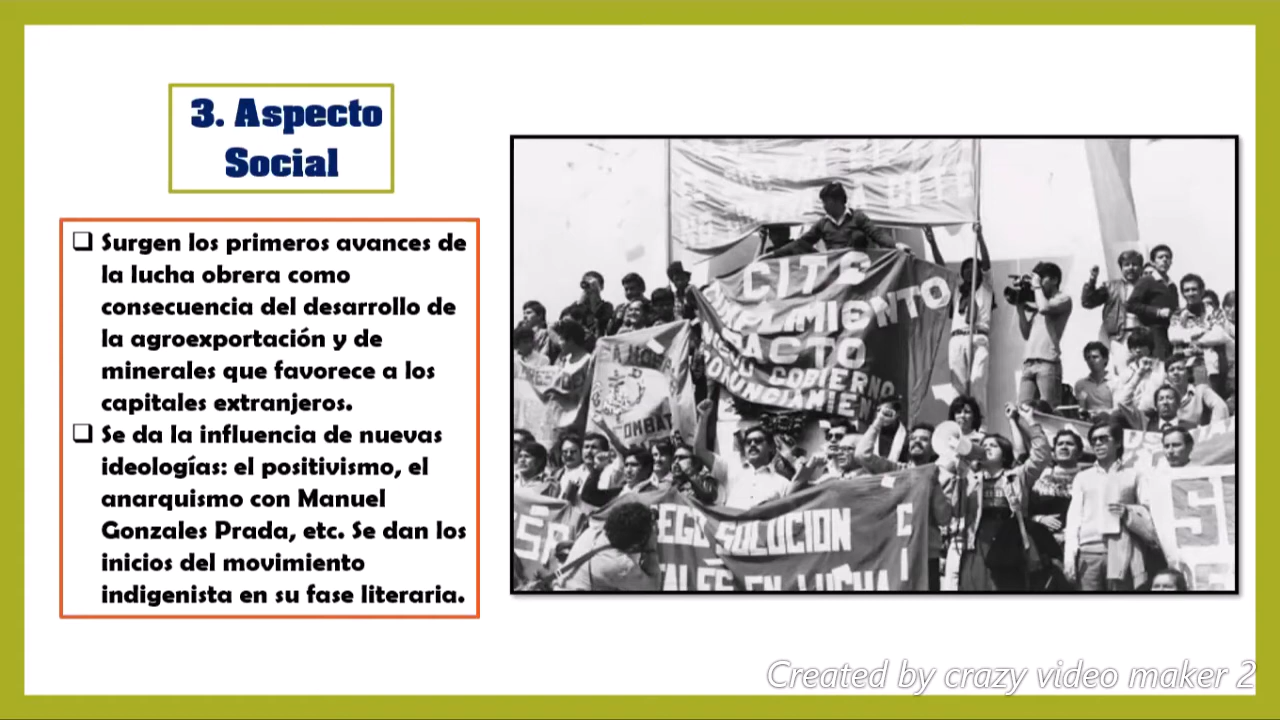 3. Aspecto
Social
❑ Surgen los primeros avances de
la lucha obrera como
consecuencia del desarrollo de
la agroexportación y de
minerales que favorece a los
capitales extranjeros.
❑ Se da la influencia de nuevas
ideologías: el positivismo, el
anarquismo con Manuel
Gonzales Prada, etc. Se dan los
inicios del movimiento
indigenista en su fase literaria.
CITE
PACTO
GOBIERNO
SOLUCION
EN LUCHA
Created by crazy video maker 2